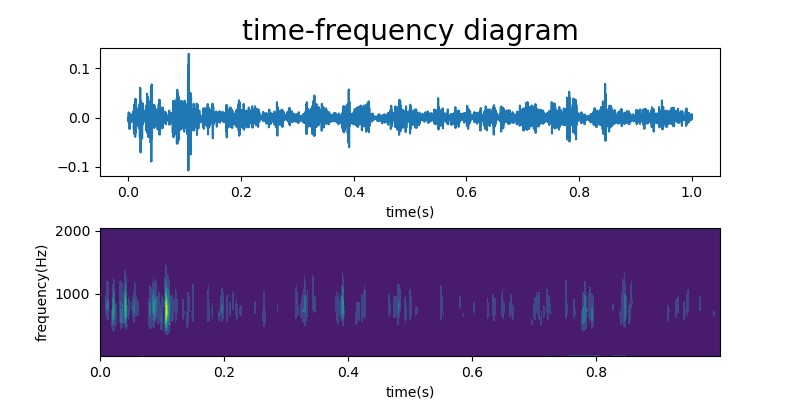 time-frequency diagram
0.1
0.0
−0.1
0.0 0.2 0.4 0.6 0.8 1.0
time(s)
frequency(Hz)
2000
1000
0.0 0.2 0.4 0.6 0.8
time(s)